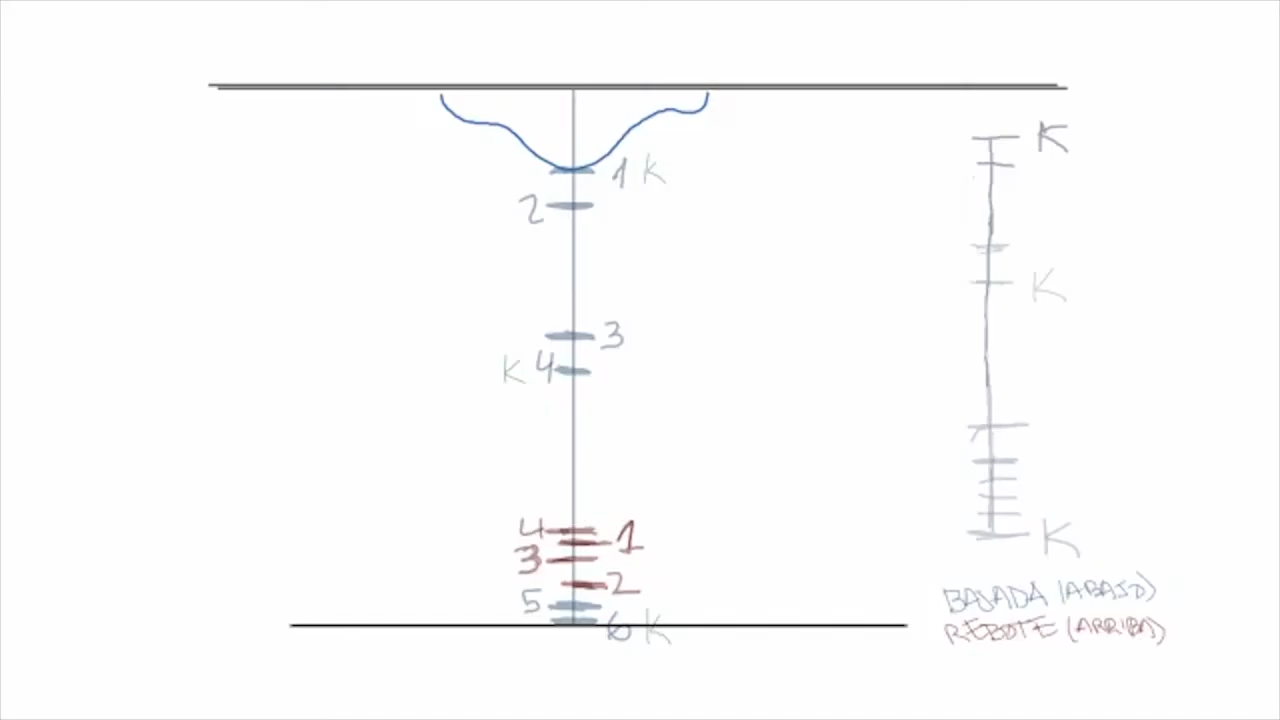 K
1 K
2
K
3
K 4
4 1
3
K
2
5
BAJADA (ABAJO)
6 K
REBOTE (ARRIBA)